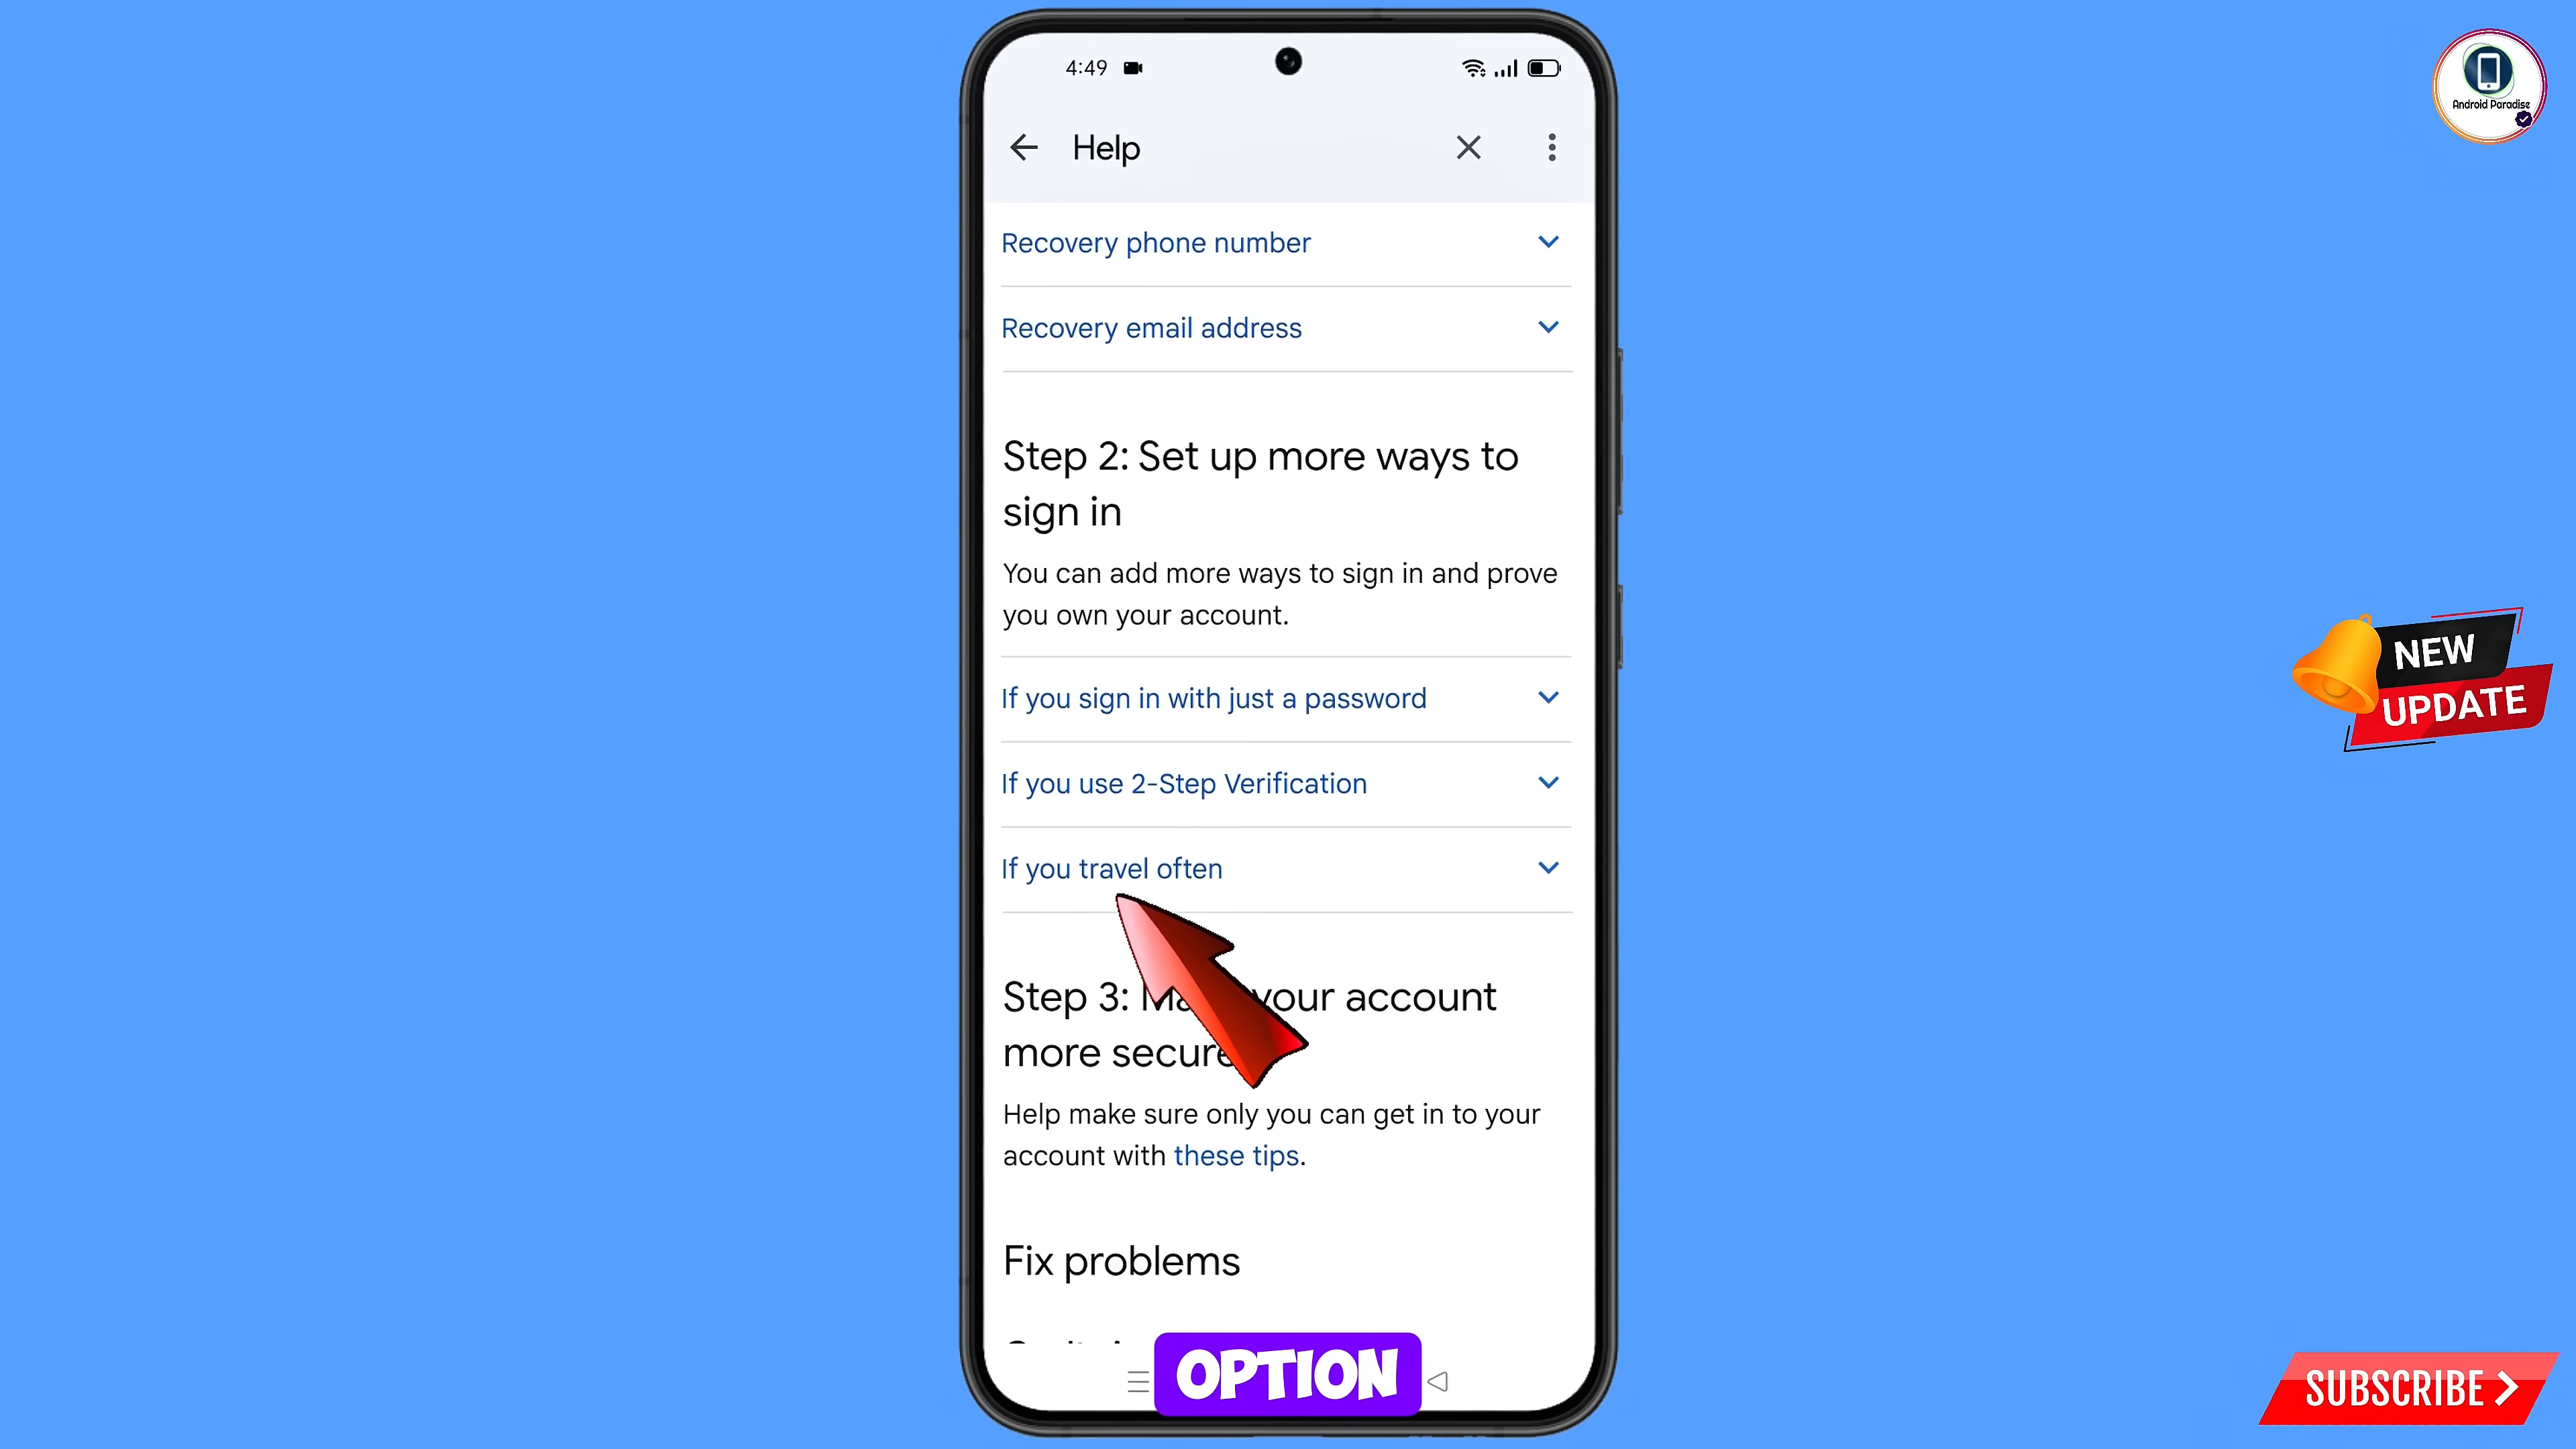 4:49
Android Paradise
Help
Recovery phone number
Recovery email address
Step 2: Set up more ways to
sign in
You can add more ways to sign in and prove
you own your account.
If you sign in with just a password
If you use 2-Step Verification
If you travel often
NEW
UPDATE
Step 3: your account
more secure
Help make sure only you can get in to your
account with these tips.
Fix problems
OPTION
SUBSCRIBE